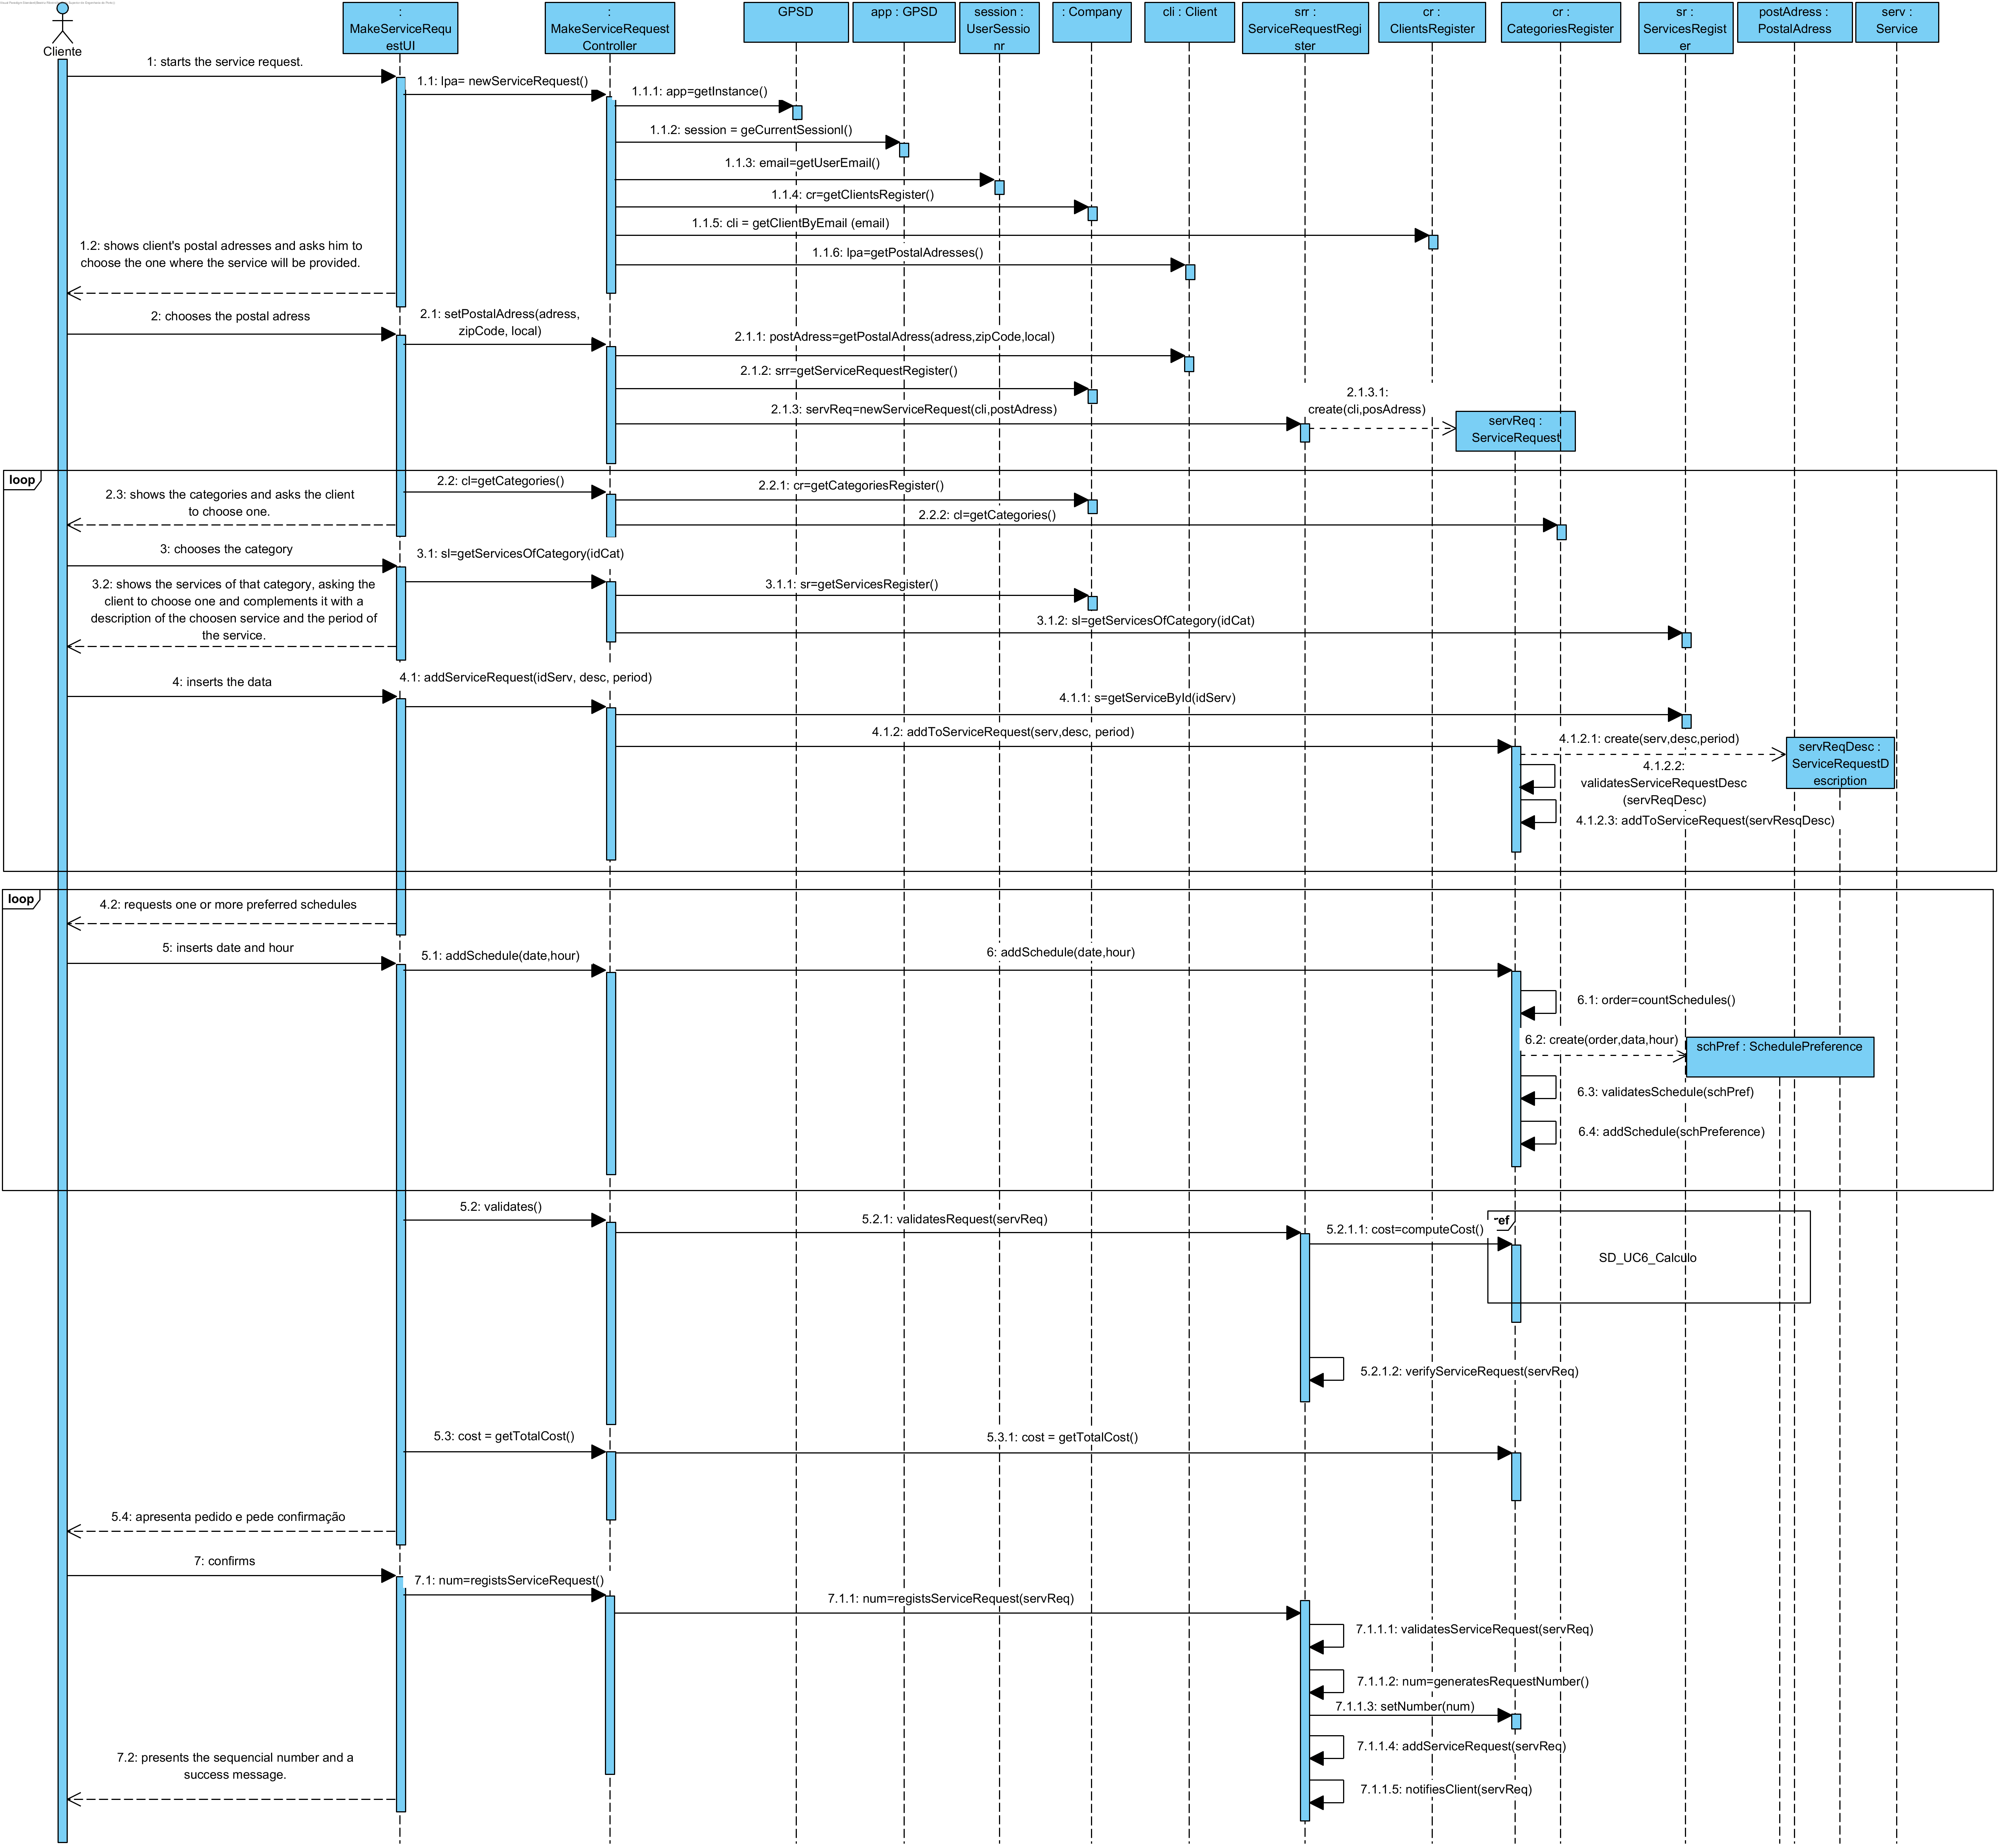 Cliente
:
MakeServiceRequ
estUI
:
MakeServiceRequest
Controller
GPSD
app : GPSD
session :
UserSessio
nr
: Company
cli : Client
srr :
ServiceRequestRegi
ster
cr :
ClientsRegister
cr :
CategoriesRegister
sr :
ServicesRegist
er
postAdress :
PostalAdress
serv :
Service
1: starts the service request.
1.1: lpa= newServiceRequest()
1.1.1: app=getInstance()
1.1.2: session = geCurrentSessionl()
1.1.3: email=getUserEmail()
1.1.4: cr=getClientsRegister()
1.1.5: cli = getClientByEmail (email)
1.1.6: lpa=getPostalAdresses()
1.2: shows client's postal adresses and asks him to
choose the one where the service will be provided.
2: chooses the postal adress
2.1: setPostalAdress(adress,
zipCode, local)
2.1.1: postAdress=getPostalAdress(adress,zipCode,local)
2.1.2: srr=getServiceRequestRegister()
2.1.3: servReq=newServiceRequest(cli,postAdress)
2.1.3.1:
create(cli,posAdress)
servReq :
ServiceRequest
loop
2.2: cl=getCategories()
2.2.1: cr=getCategoriesRegister()
2.2.2: cl=getCategories()
2.3: shows the categories and asks the client
to choose one.
3: chooses the category
3.1: sl=getServicesOfCategory(idCat)
3.1.1: sr=getServicesRegister()
3.1.2: sl=getServicesOfCategory(idCat)
3.2: shows the services of that category, asking the
client to choose one and complements it with a
description of the choosen service and the period of
the service.
4: inserts the data
4.1: addServiceRequest(idServ, desc, period)
4.1.1: s=getServiceById(idServ)
4.1.2: addToServiceRequest(serv,desc, period)
4.1.2.1: create(serv,desc,period)
servReqDesc :
ServiceRequestD
escription
4.1.2.2:
validatesServiceRequestDesc
(servReqDesc)
4.1.2.3: addToServiceRequest(servResqDesc)
loop
4.2: requests one or more preferred schedules
5: inserts date and hour
5.1: addSchedule(date,hour)
6: addSchedule(date,hour)
6.1: order=countSchedules()
6.2: create(order,data,hour)
schPref : SchedulePreference
6.3: validatesSchedule(schPref)
6.4: addSchedule(schPreference)
5.2: validates()
5.2.1: validatesRequest(servReq)
5.2.1.1: cost=computeCost()
ref
SD_UC6_Calculo
5.2.1.2: verifyServiceRequest(servReq)
5.3: cost = getTotalCost()
5.3.1: cost = getTotalCost()
5.4: apresenta pedido e pede confirmação
7: confirms
7.1: num=registsServiceRequest()
7.1.1: num=registsServiceRequest(servReq)
7.1.1.1: validatesServiceRequest(servReq)
7.1.1.2: num=generatesRequestNumber()
7.1.1.3: setNumber(num)
7.1.1.4: addServiceRequest(servReq)
7.1.1.5: notifiesClient(servReq)
7.2: presents the sequencial number and a
success message.